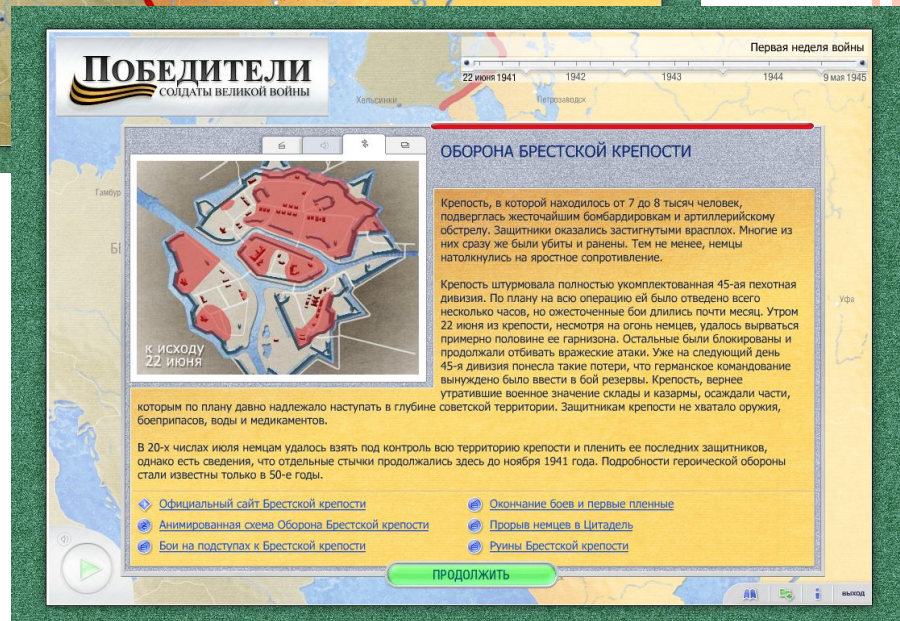 ПОБЕДИТЕЛИ
СОЛДАТЫ ВЕЛИКОЙ ВОЙНЫ
Первая неделя войны
22 июня 1941 1942 1943 1944 9 мая 1945
Хельсинки
Петрозаводск
Гамбур
Уфа
ОБОРОНА БРЕСТСКОЙ КРЕПОСТИ
к исходу
22 июня
Крепость, в которой находилось от 7 до 8 тысяч человек,
подверглась жесточайшим бомбардировкам и артиллерийскому
обстрелу. Защитники оказались застигнутыми врасплох. Многие из
них сразу же были убиты и ранены. Тем не менее, немцы
натолкнулись на яростное сопротивление.
Крепость штурмовала полностью укомплектованная 45-ая пехотная
дивизия. По плану на всю операцию ей было отведено всего
несколько часов, но ожесточенные бои длились почти месяц. Утром
22 июня из крепости, несмотря на огонь немцев, удалось вырваться
примерно половине ее гарнизона. Остальные были блокированы и
продолжали отбивать вражеские атаки. Уже на следующий день
45-я дивизия понесла такие потери, что германское командование
вынуждено было ввести в бой резервы. Крепость, вернее
утратившие военное значение склады и казармы, осаждали части,
которым по плану давно надлежало наступать в глубине советской территории. Защитникам крепости не хватало оружия,
боеприпасов, воды и медикаментов.
В 20-х числах июля немцам удалось взять под контроль всю территорию крепости и пленить ее последних защитников,
однако есть сведения, что отдельные стычки продолжались здесь до ноября 1941 года. Подробности героической обороны
стали известны только в 50-е годы.
Официальный сайт Брестской крепости
Анимированная схема Оборона Брестской крепости
Бои на подступах к Брестской крепости
Окончание боев и первые пленные
Прорыв немцев в Цитадель
Руины Брестской крепости
ПРОДОЛЖИТЬ
выход